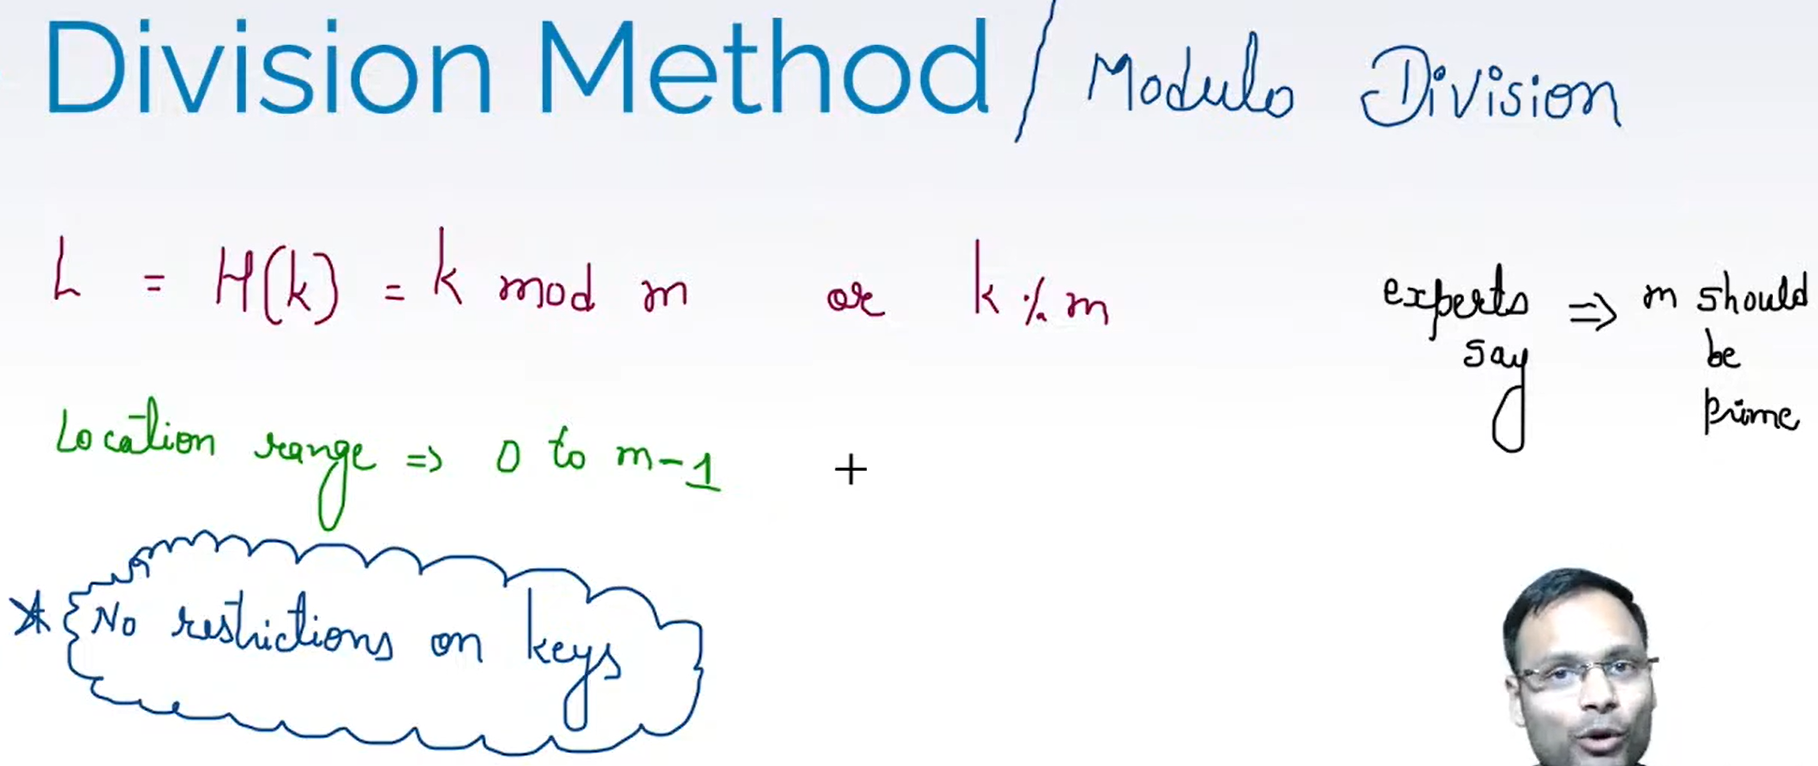 Division Method / Modulo Division
L = H(k) = k mod m or k % m
experts say => m should be prime
Location range => 0 to m-1
+
* No restrictions on keys